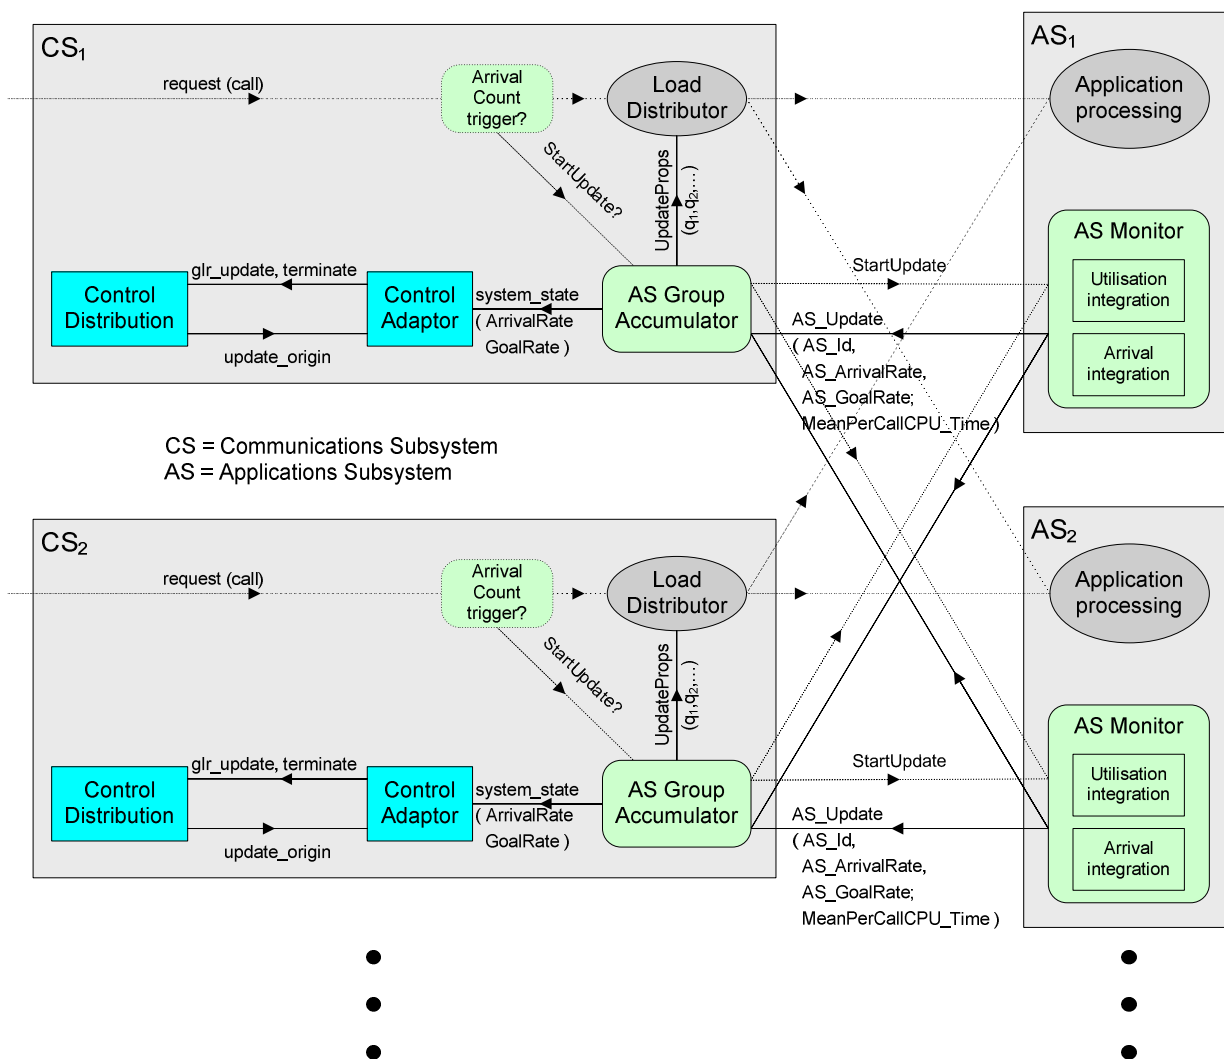 CS₁
request (call)
Arrival
Count
trigger?
Load
Distributor
StartUpdate?
UpdateProps
(q₁,q₂,…)
glr_update, terminate
Control
Distribution
update_origin
Control
Adaptor
system_state
( ArrivalRate
GoalRate )
AS Group
Accumulator
AS₁
Application
processing
StartUpdate
AS_Update
( AS_Id,
AS_ArrivalRate,
AS_GoalRate;
MeanPerCallCPU_Time )
AS Monitor
Utilisation
integration
Arrival
integration
CS = Communications Subsystem
AS = Applications Subsystem
CS₂
request (call)
Arrival
Count
trigger?
Load
Distributor
StartUpdate?
UpdateProps
(q₁,q₂,…)
glr_update, terminate
Control
Distribution
update_origin
Control
Adaptor
system_state
( ArrivalRate
GoalRate )
AS Group
Accumulator
AS₂
Application
processing
StartUpdate
AS_Update
( AS_Id,
AS_ArrivalRate,
AS_GoalRate;
MeanPerCallCPU_Time )
AS Monitor
Utilisation
integration
Arrival
integration